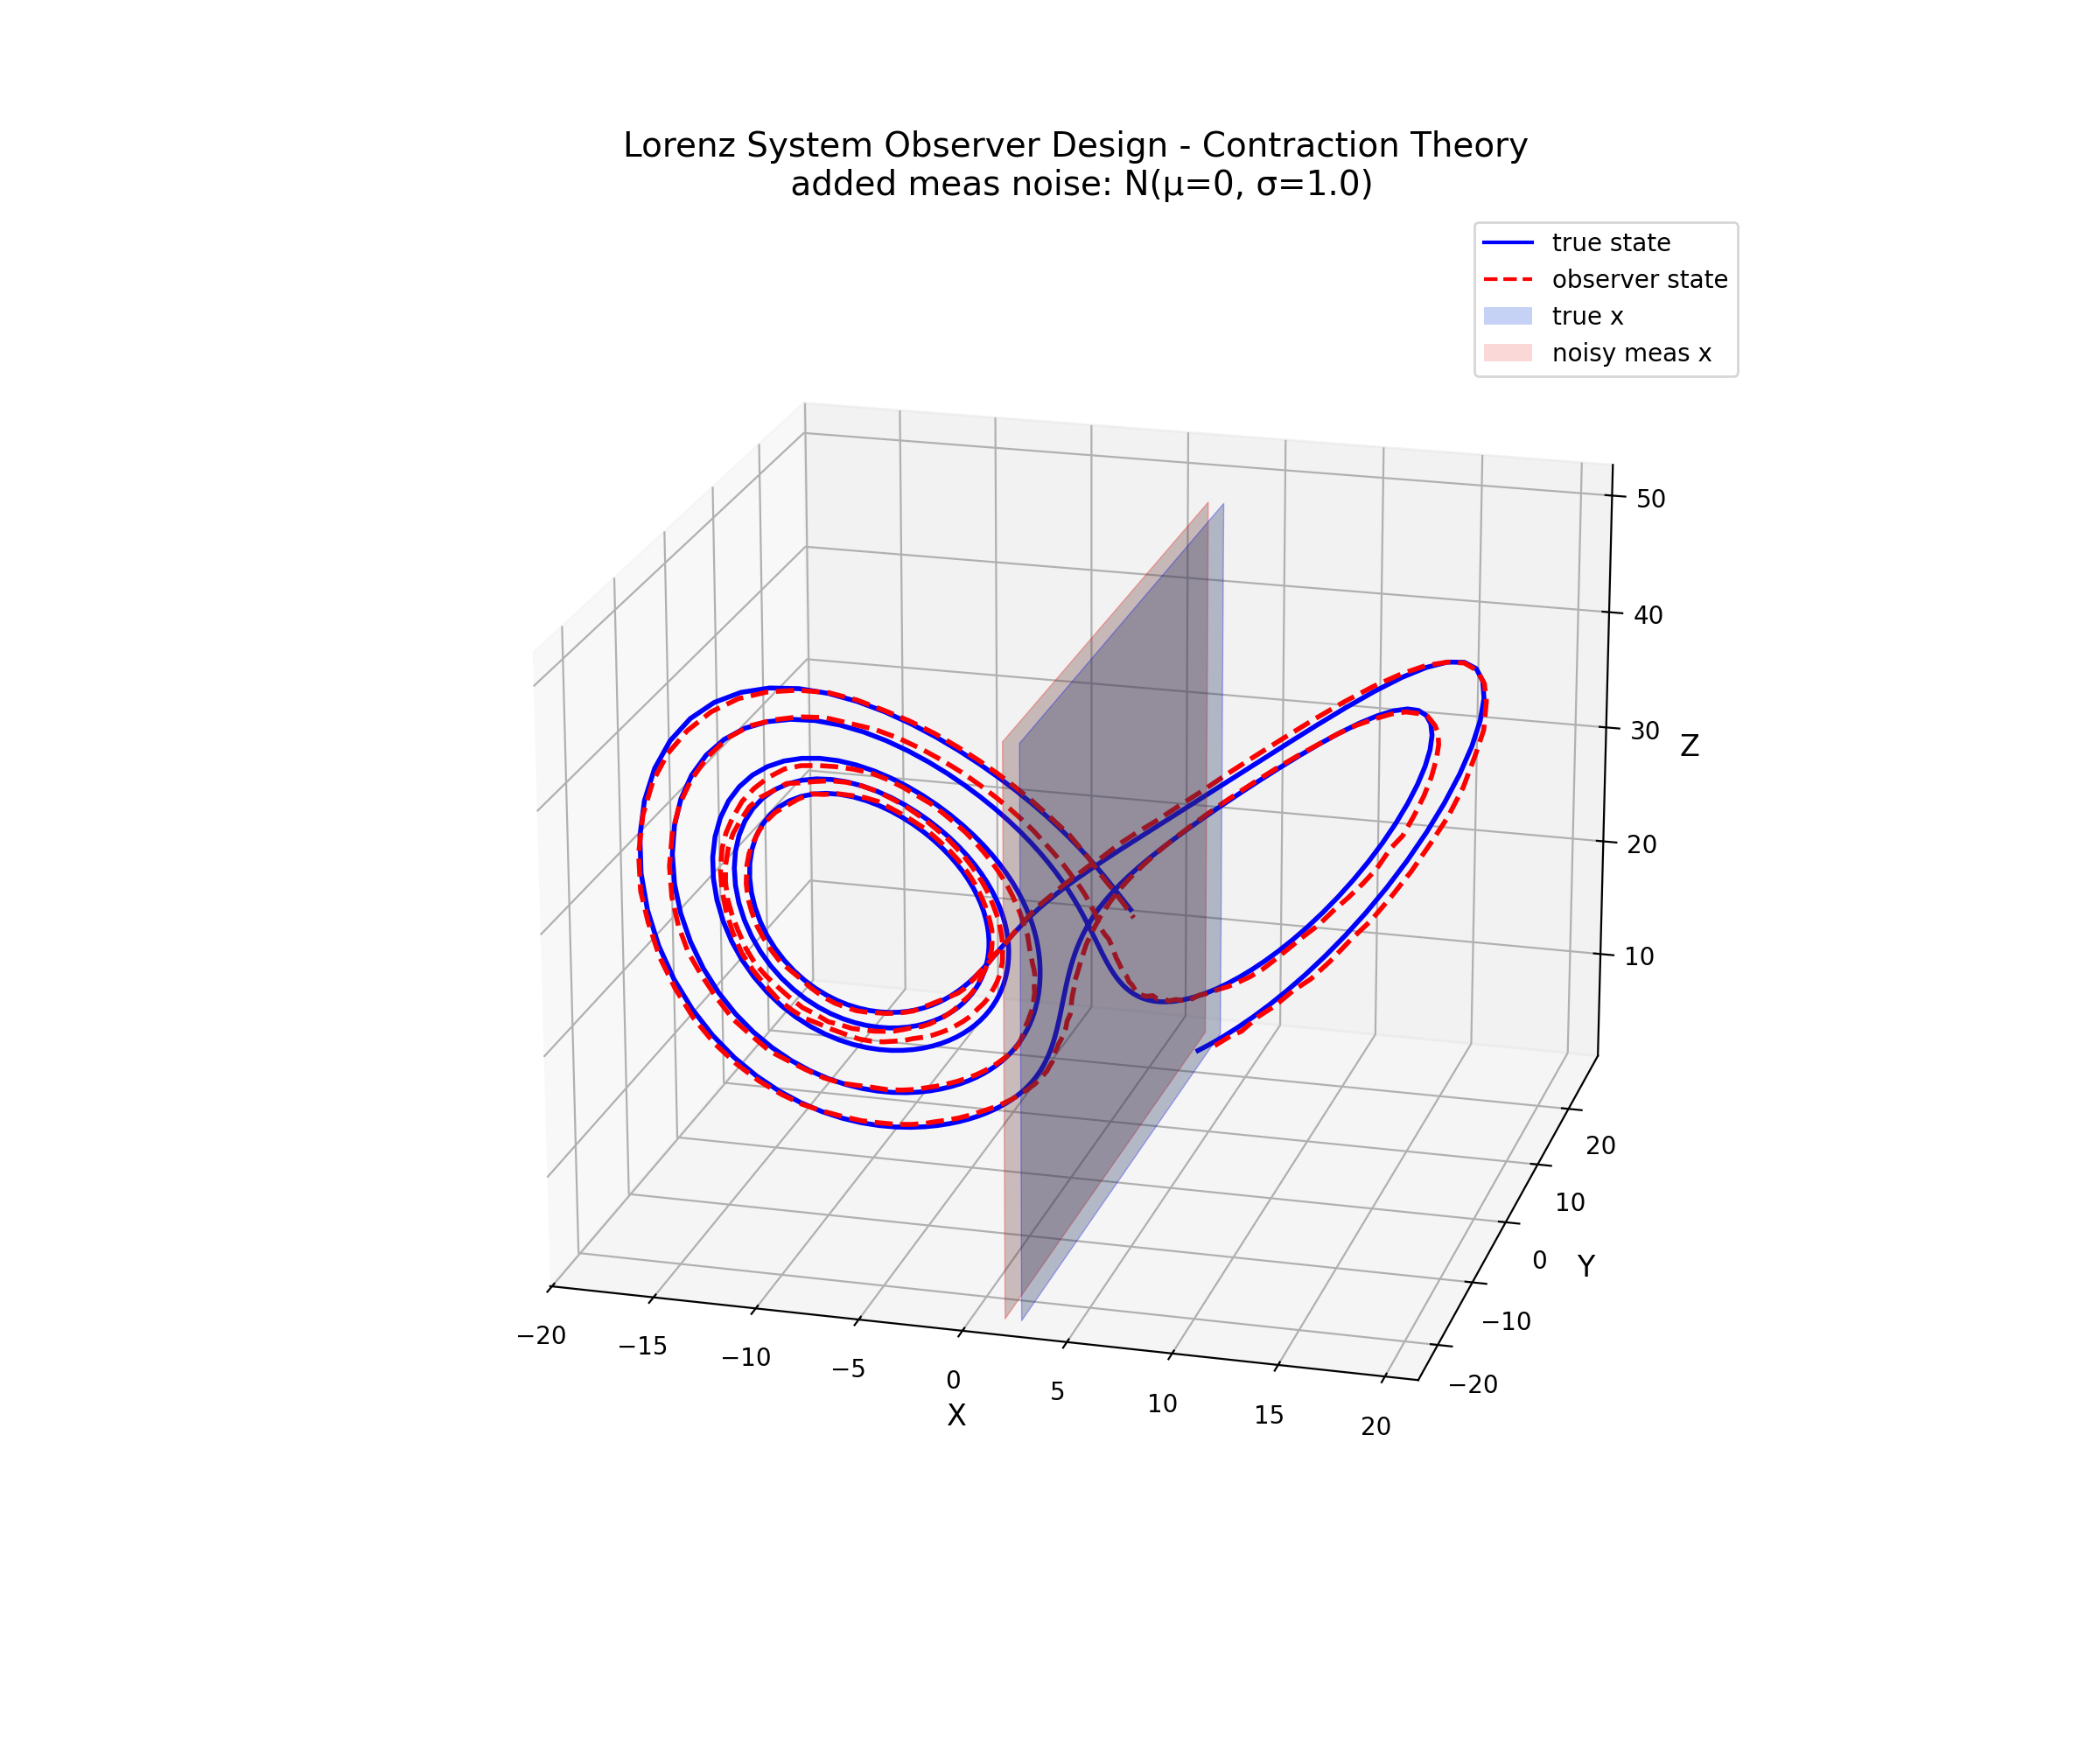 Lorenz System Observer Design - Contraction Theory
added meas noise: N(μ=0, σ=1.0)
true state
observer state
true x
noisy meas x
50
40
30
Z
20
10
20
10
0
Y
−10
−20
−20
−15
−10
−5
0
5
10
15
20
X